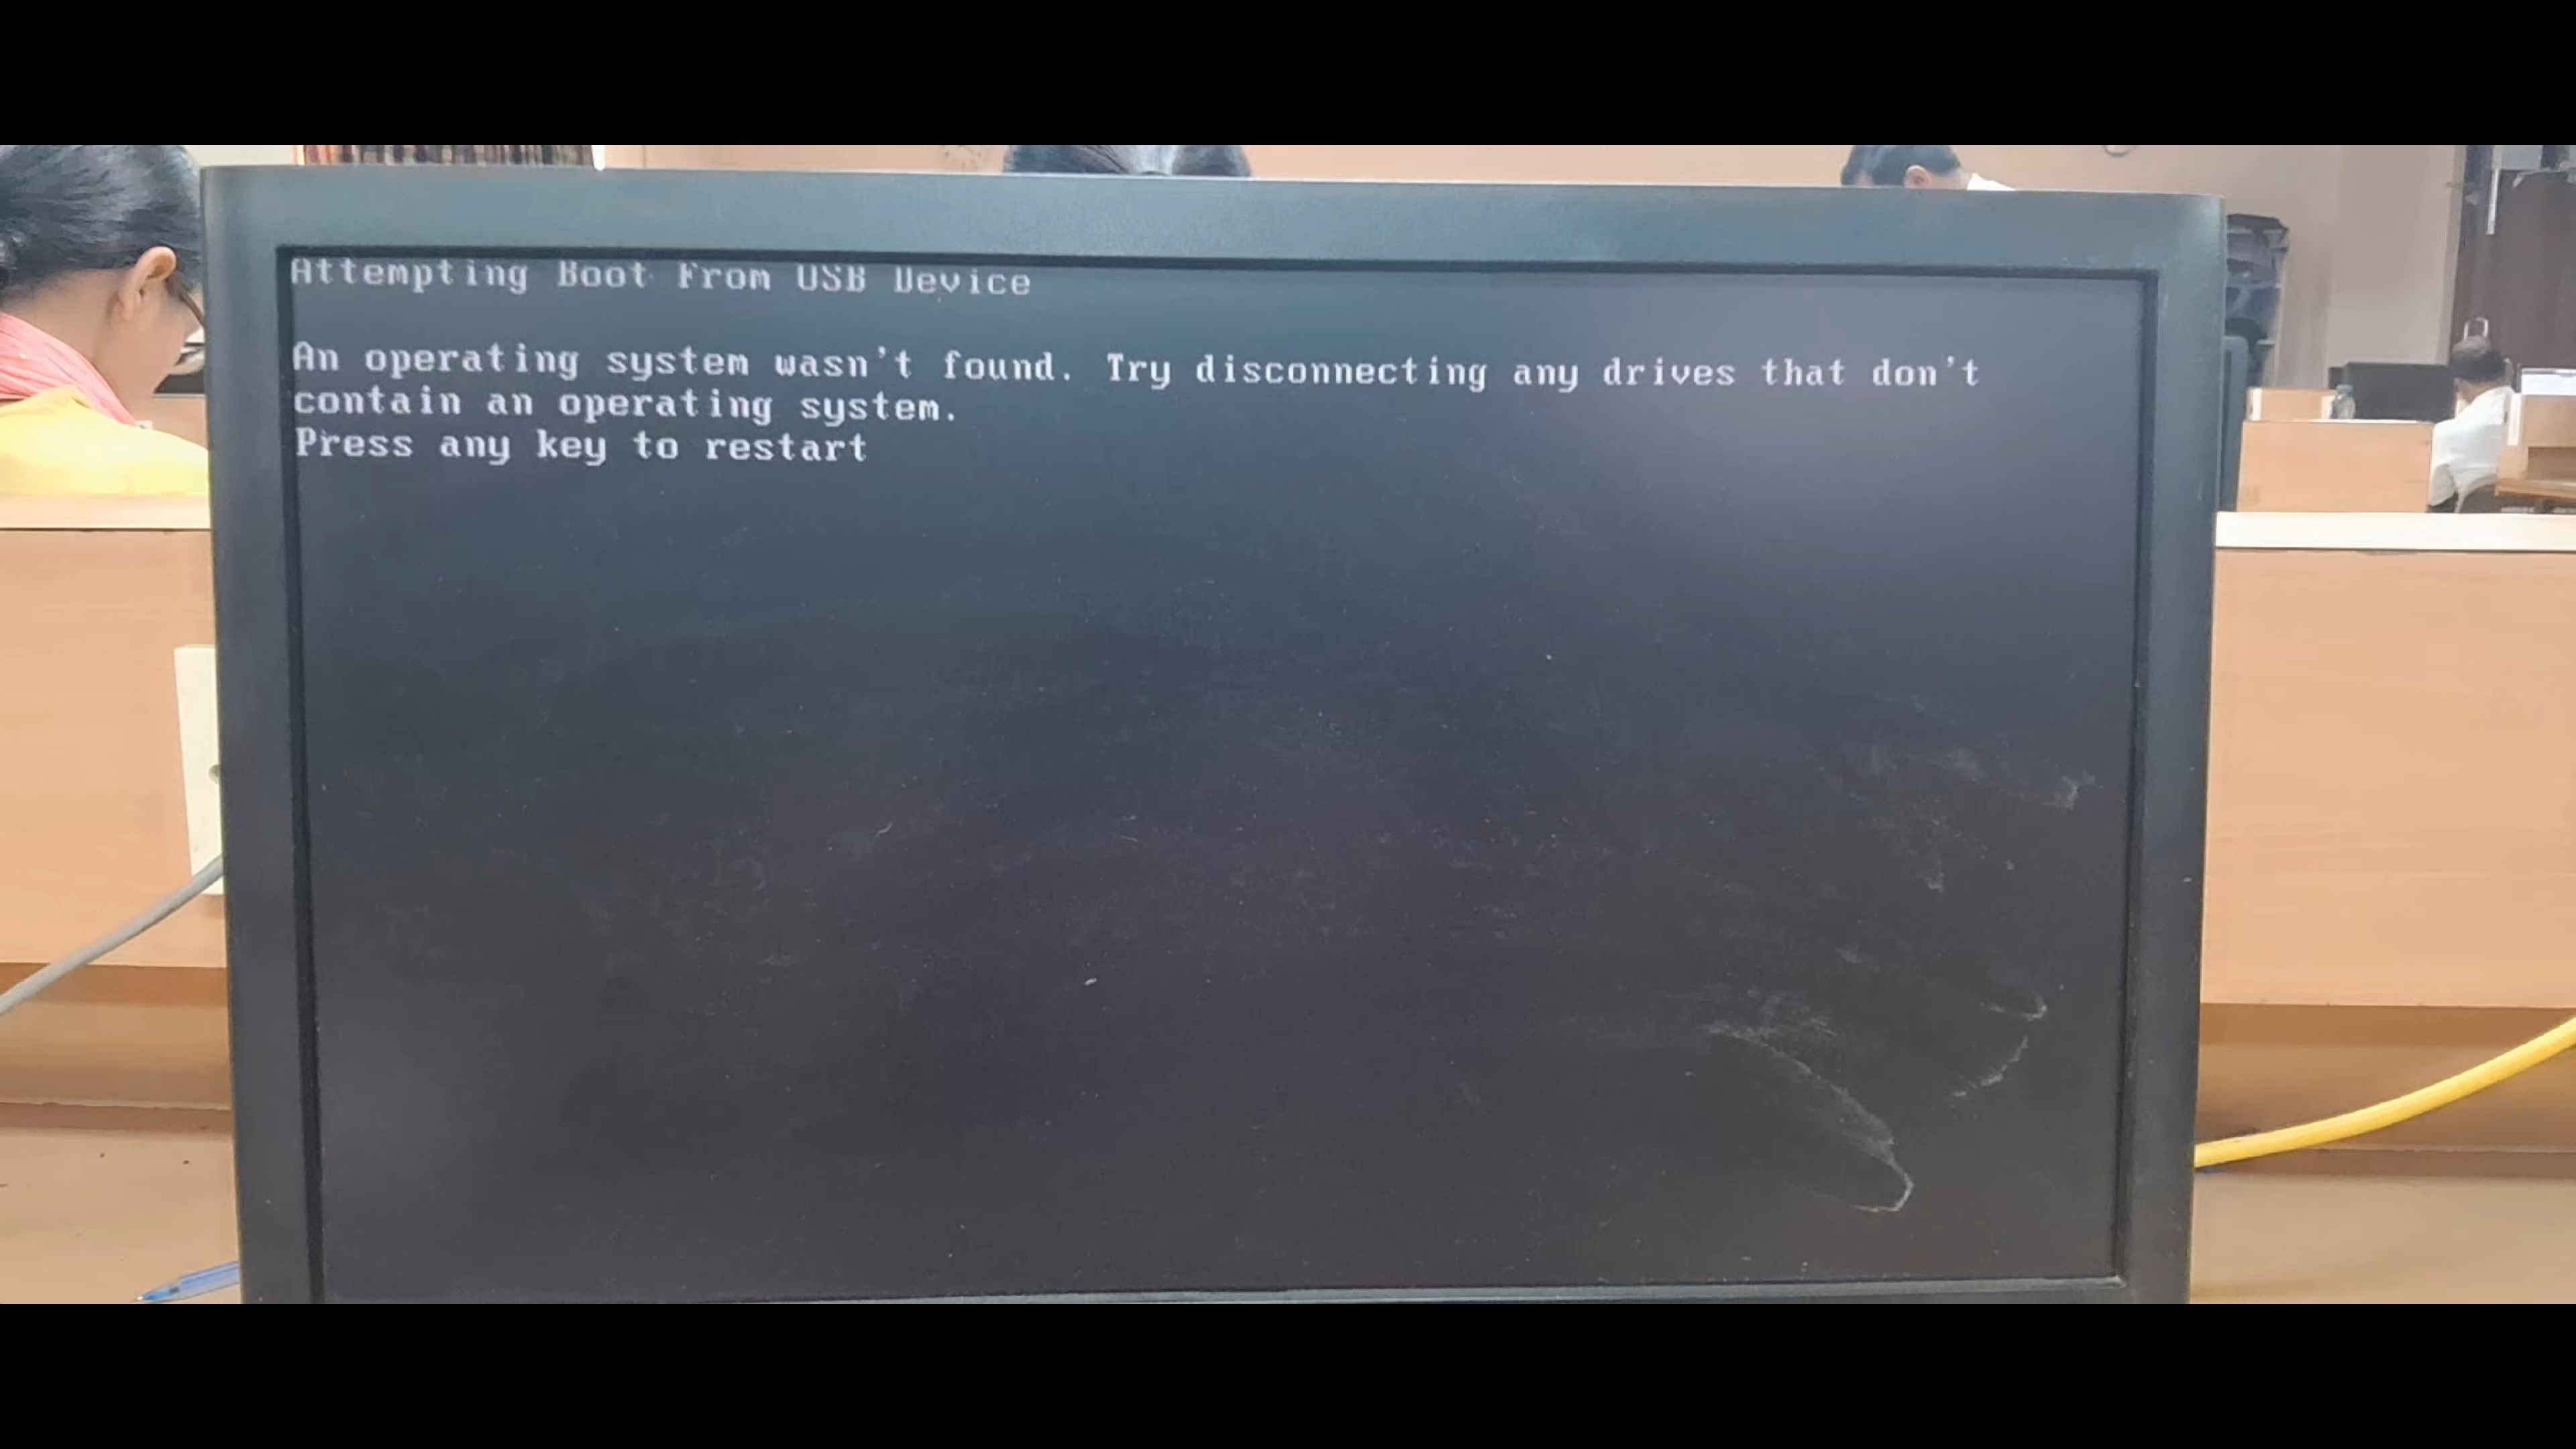 Attempting Boot From USB Device
An operating system wasn't found. Try disconnecting any drives that don't
contain an operating system.
Press any key to restart